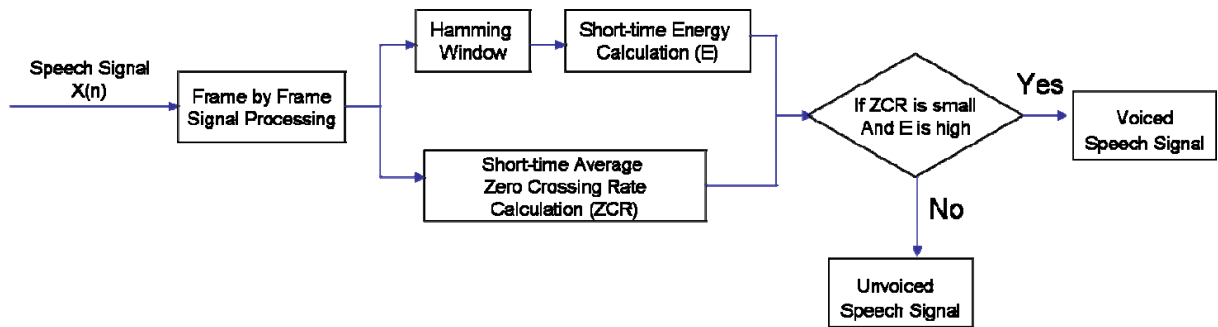 Speech Signal
X(n)
Frame by Frame
Signal Processing
Hamming
Window
Short-time Energy
Calculation (E)
Short-time Average
Zero Crossing Rate
Calculation (ZCR)
If ZCR is small
And E is high
Yes
Voiced
Speech Signal
No
Unvoiced
Speech Signal